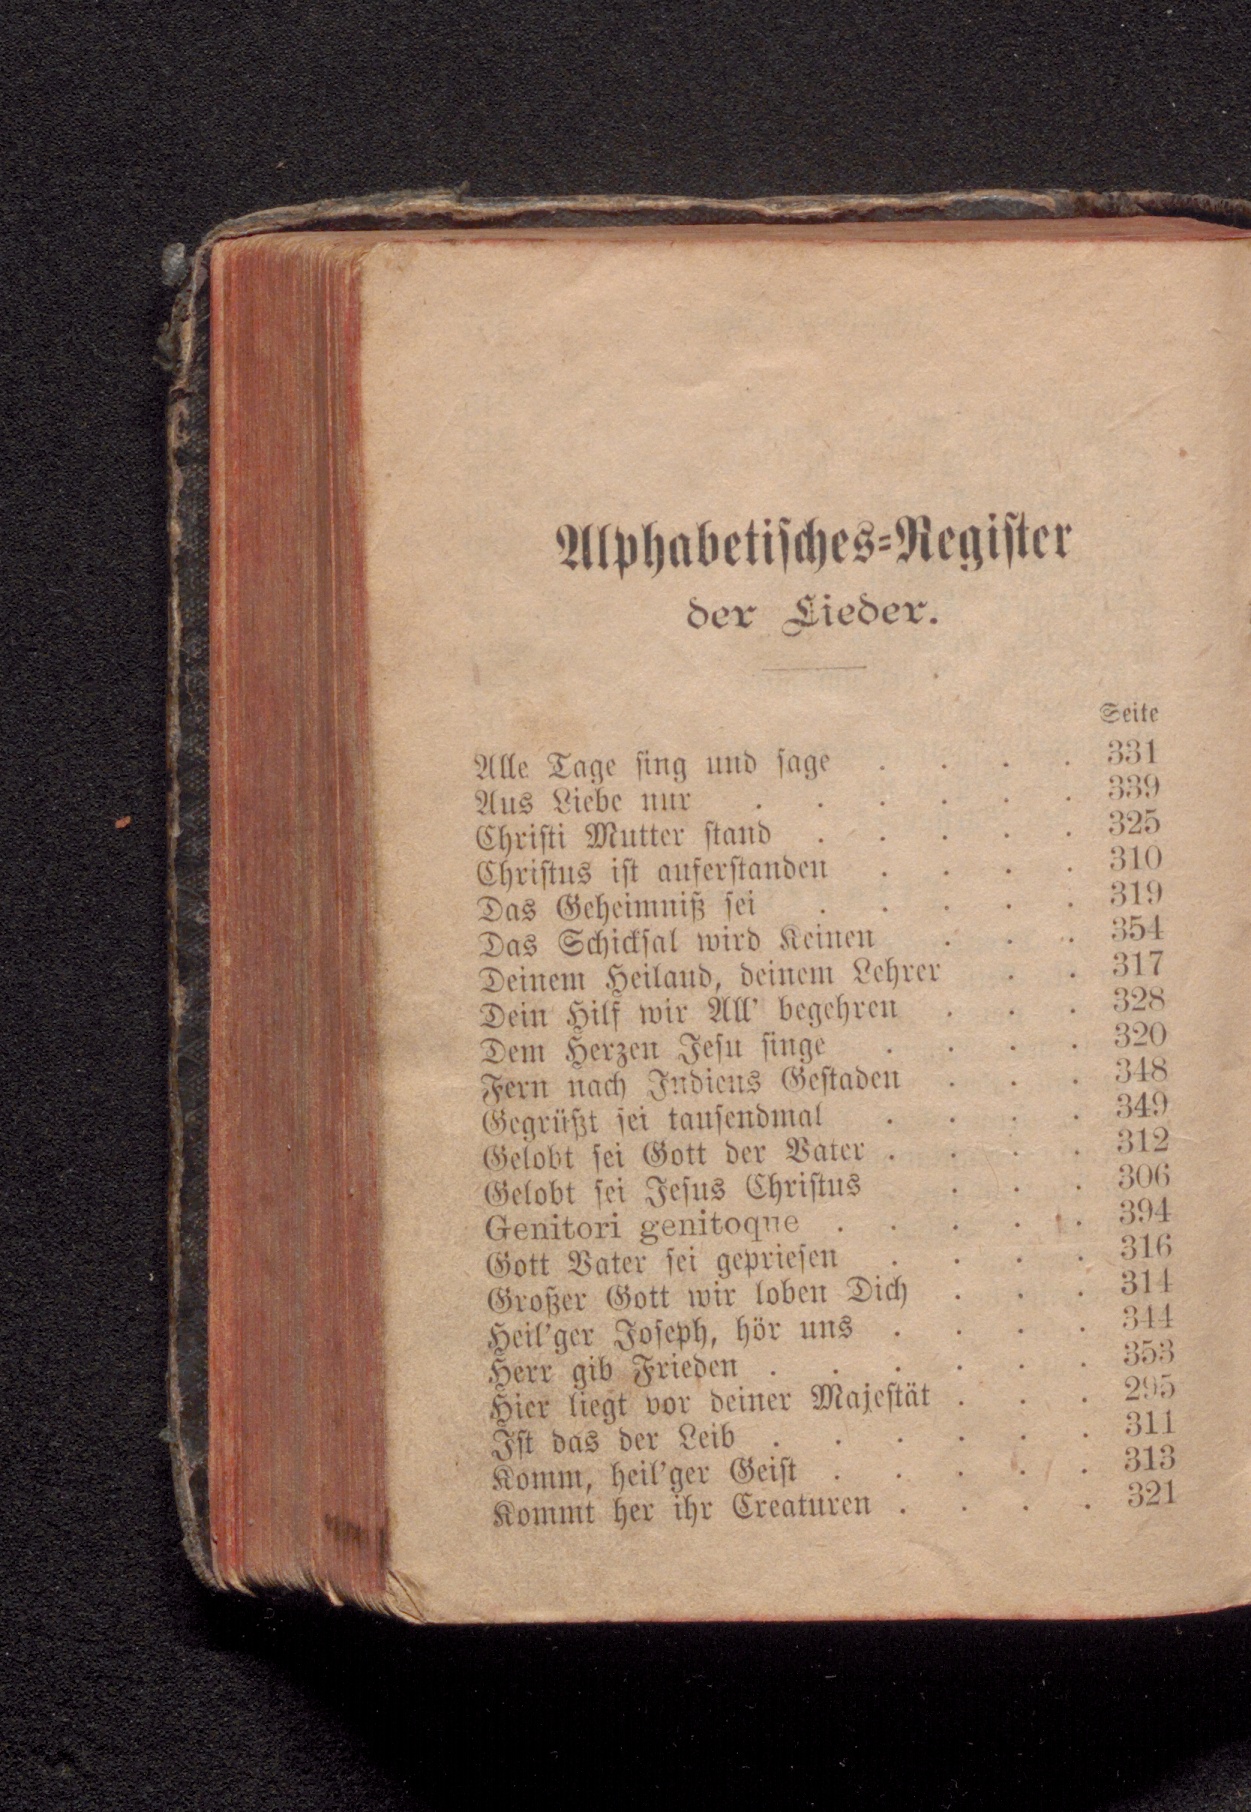 Alphabetisches-Register
der Lieder.
Seite
Alle Tage sing und sage . . . . 331
Aus Liebe nur . . . . . . 339
Christi Mutter stand . . . . . 325
Christus ist auferstanden . . . . 310
Das Geheimniß sei . . . . . 319
Das Schicksal wird Keinen . . . 354
Deinem Heiland, deinem Lehrer . . 317
Dein Hilf wir All' begehren . . . 328
Dem Herzen Jesu singe . . . . 320
Fern nach Indiens Gestaden . . . 348
Gegrüßt sei tausendmal . . . . 349
Gelobt sei Gott der Vater . . . . 312
Gelobt sei Jesus Christus . . . 306
Genitori genitoque . . . . . 394
Gott Vater sei gepriesen . . . . 316
Großer Gott wir loben Dich . . . 314
Heil'ger Joseph, hör uns . . . . 344
Herr gib Frieden . . . . . . 353
Hier liegt vor deiner Majestät . . . 295
Ist das der Leib . . . . . . 311
Komm, heil'ger Geist . . . . . 313
Kommt her ihr Creaturen . . . . 321